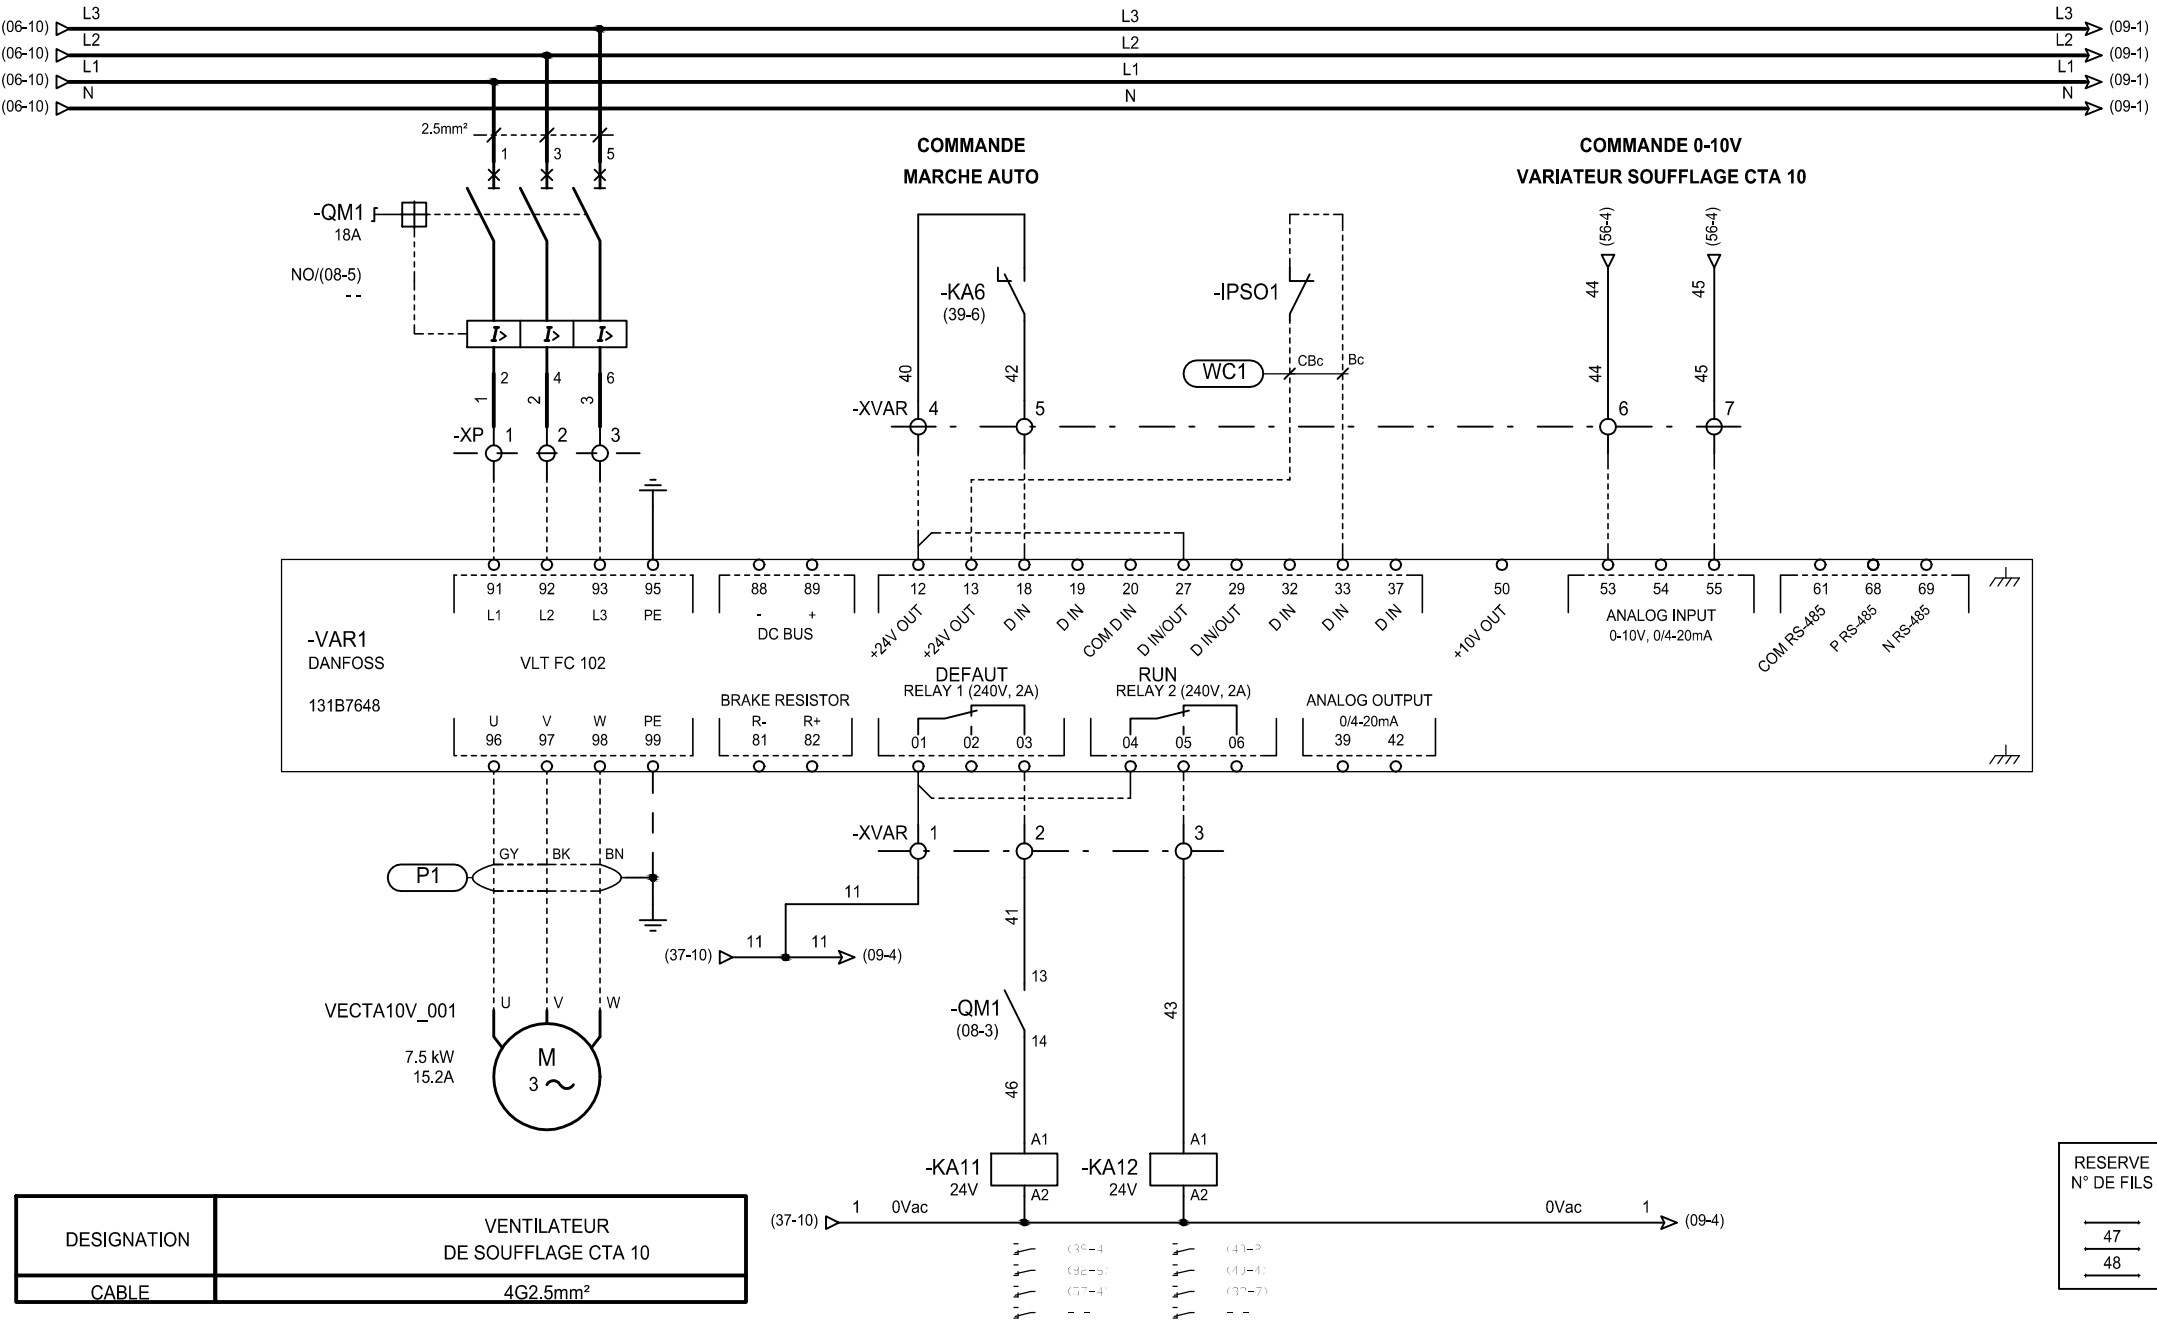 L3 L3 L3
(06-10) (09-1)
L2 L2 L2
(06-10) (09-1)
L1 L1 L1
(06-10) (09-1)
N N N
(06-10) (09-1)
2.5mm²
1 3 5
COMMANDE
MARCHE AUTO
COMMANDE 0-10V
VARIATEUR SOUFFLAGE CTA 10
-QM1
18A
NO/(08-5)
- -
I> I> I>
2 4 6
1 2 3
-XP 1 2 3
-KA6
(39-6)
40 42
-IPSO1
WC1 CBc Bc
(56-4) (56-4)
44 45
44 45
-XVAR 4 5 6 7
-VAR1
DANFOSS
131B7648
VLT FC 102
91 92 93 95
L1 L2 L3 PE
88 89
- +
DC BUS
12 13 18 19 20 27 29 32 33 37
+24V OUT +24V OUT D IN D IN COM D IN D IN/OUT D IN/OUT D IN D IN D IN
50
+10V OUT
53 54 55
ANALOG INPUT
0-10V, 0/4-20mA
61 68 69
COM RS-485 P RS-485 N RS-485
U V W PE
96 97 98 99
BRAKE RESISTOR
R- R+
81 82
DEFAUT
RELAY 1 (240V, 2A)
01 02 03
RUN
RELAY 2 (240V, 2A)
04 05 06
ANALOG OUTPUT
0/4-20mA
39 42
-XVAR 1 2 3
P1 GY BK BN
11
(37-10) 11 11 (09-4)
41
13
-QM1
(08-3)
14
46
43
VECTA10V_001
U V W
7.5 kW
15.2A
M
3
A1 A1
-KA11
24V
-KA12
24V
A2 A2
(37-10) 1 0Vac 0Vac 1 (09-4)
- - - -
DESIGNATION
VENTILATEUR
DE SOUFFLAGE CTA 10
CABLE 4G2.5mm²
RESERVE
N° DE FILS
47
48